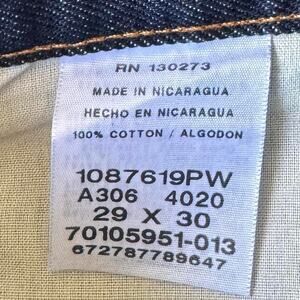 RN 130273
MADE IN NICARAGUA
HECHO EN NICARAGUA
100% COTTON / ALGODON
1087619PW
A306 4020
29 X 30
70105951-013
672787789647